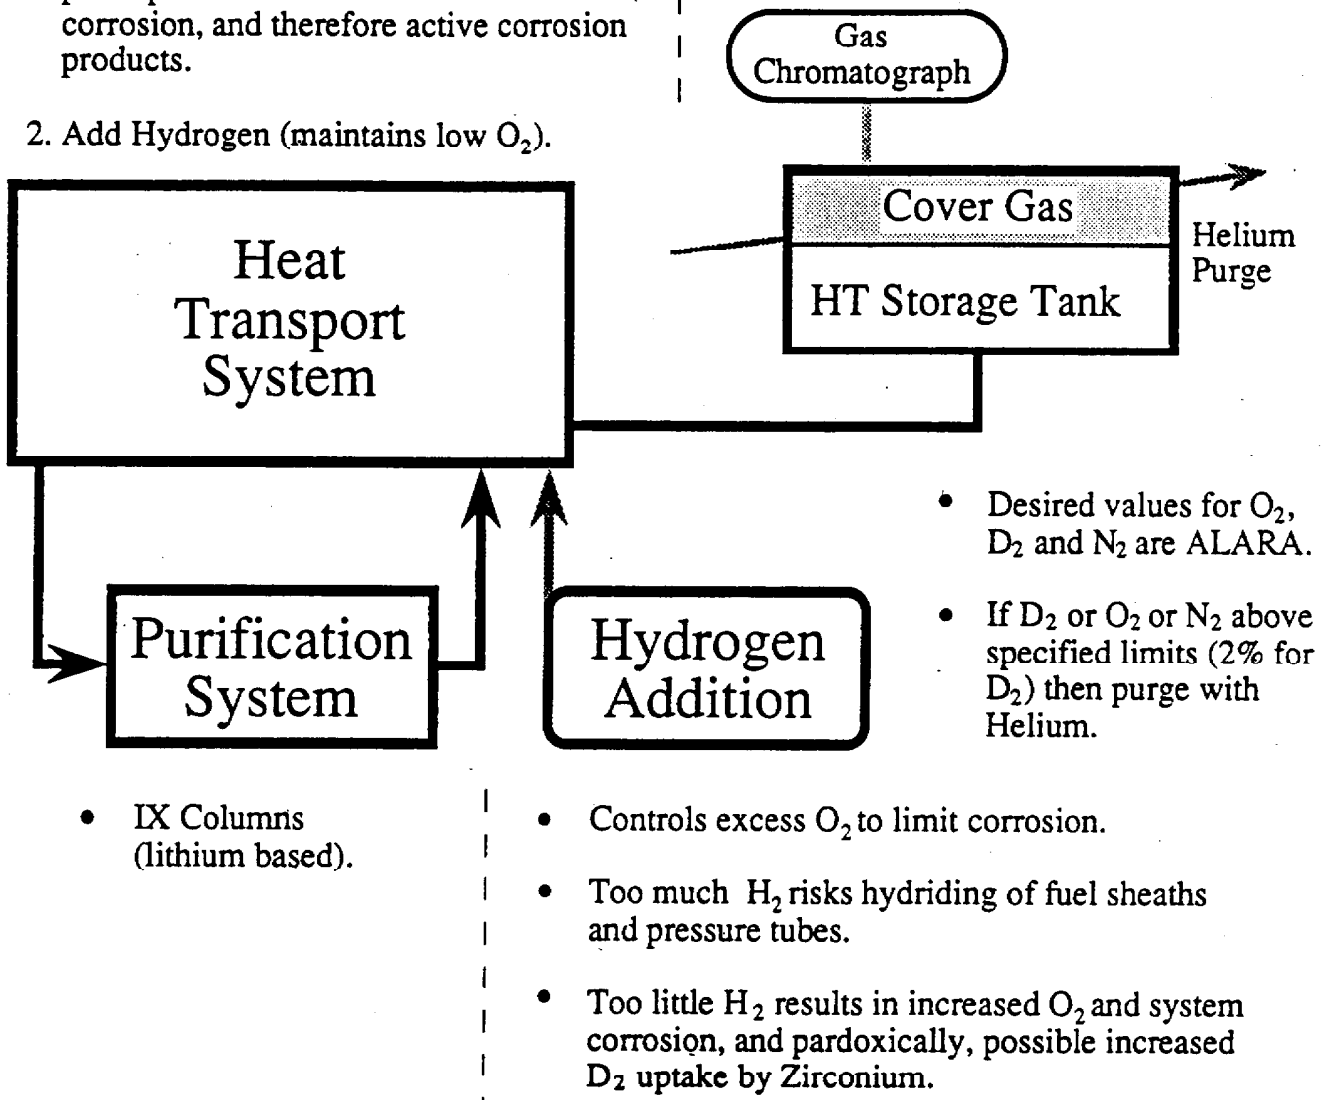 corrosion, and therefore active corrosion
products.
2. Add Hydrogen (maintains low O₂).
Gas
Chromatograph
Cover Gas
HT Storage Tank
Helium
Purge
Heat
Transport
System
Purification
System
Hydrogen
Addition
• Desired values for O₂,
D₂ and N₂ are ALARA.
• If D₂ or O₂ or N₂ above
specified limits (2% for
D₂) then purge with
Helium.
• IX Columns
(lithium based).
• Controls excess O₂ to limit corrosion.
• Too much H₂ risks hydriding of fuel sheaths
and pressure tubes.
• Too little H₂ results in increased O₂ and system
corrosion, and pardoxically, possible increased
D₂ uptake by Zirconium.